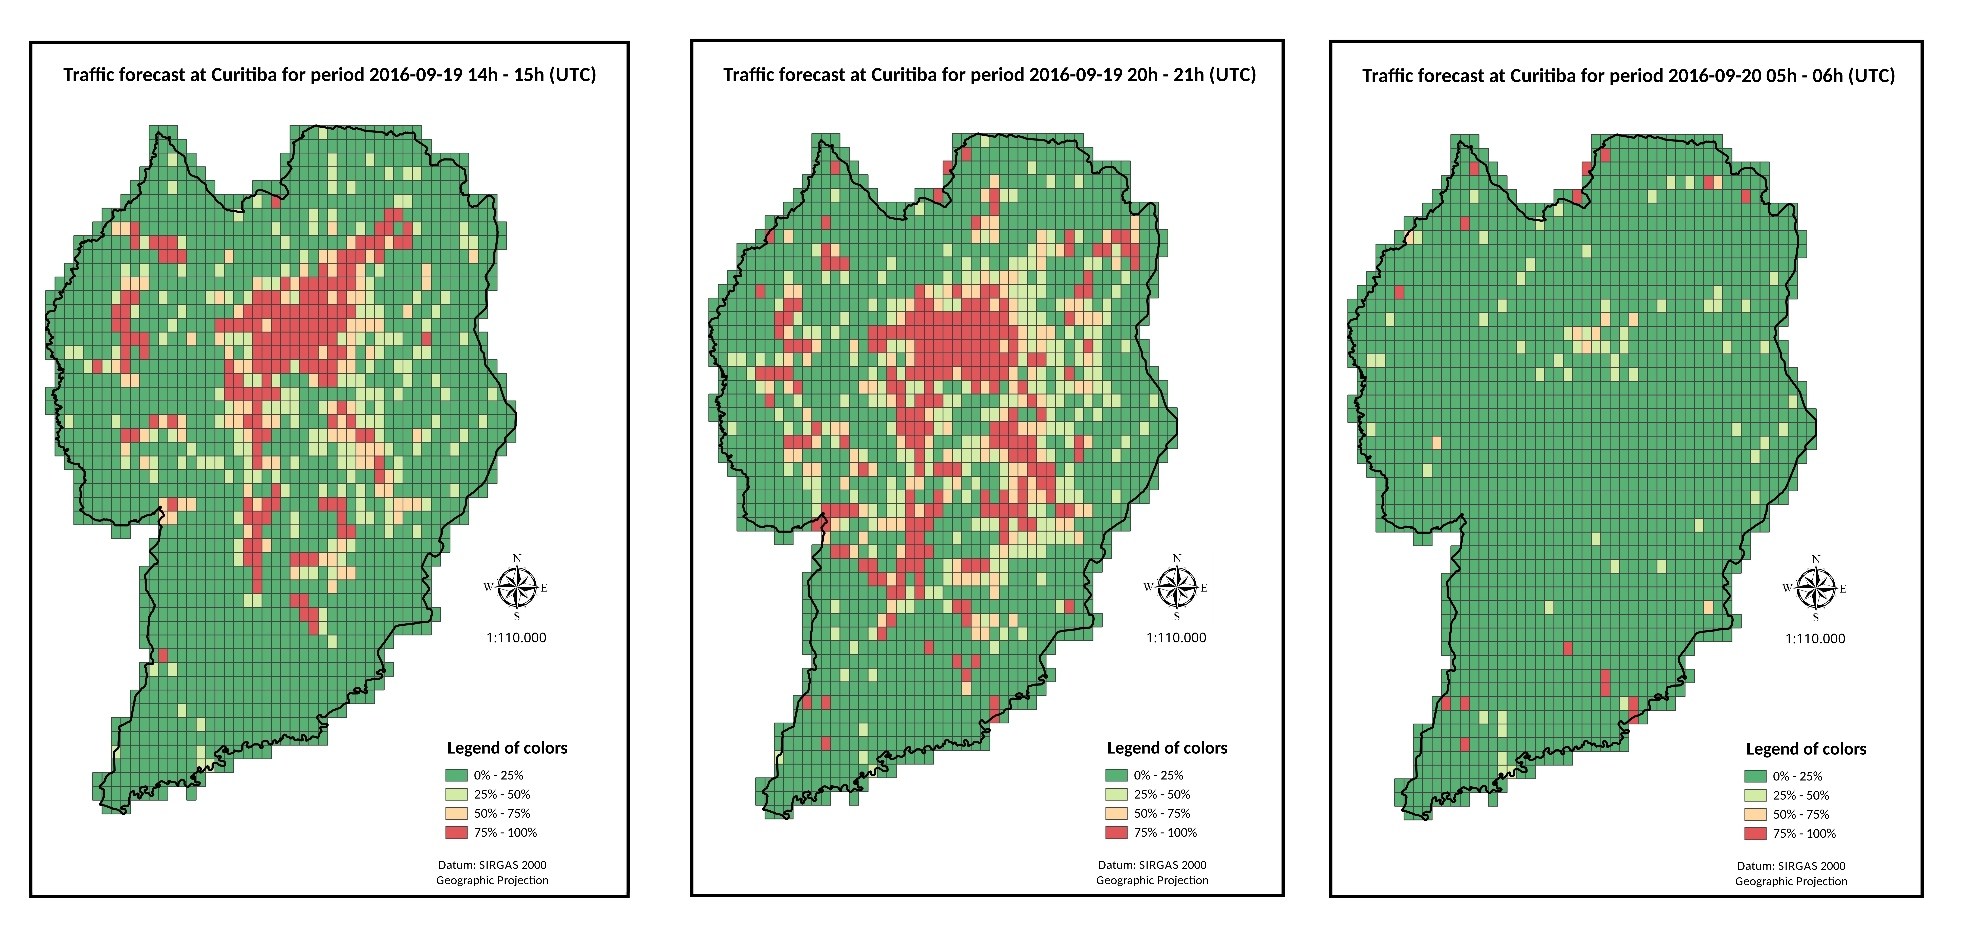 Traffic forecast at Curitiba for period 2016-09-19 14h - 15h (UTC)
N
W E
S
1:110.000
Legend of colors
0% - 25%
25% - 50%
50% - 75%
75% - 100%
Datum: SIRGAS 2000
Geographic Projection
Traffic forecast at Curitiba for period 2016-09-19 20h - 21h (UTC)
N
W E
S
1:110.000
Legend of colors
0% - 25%
25% - 50%
50% - 75%
75% - 100%
Datum: SIRGAS 2000
Geographic Projection
Traffic forecast at Curitiba for period 2016-09-20 05h - 06h (UTC)
N
W E
S
1:110.000
Legend of colors
0% - 25%
25% - 50%
50% - 75%
75% - 100%
Datum: SIRGAS 2000
Geographic Projection